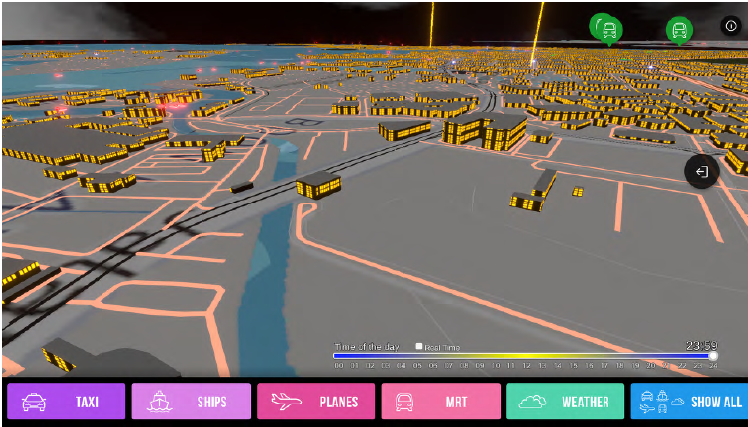 Time of the day Real Time 23:59
00 01 02 03 04 05 06 07 08 09 10 11 12 13 14 15 16 17 18 19 20 21 22 23 24
TAXI SHIPS PLANES MRT WEATHER SHOW ALL